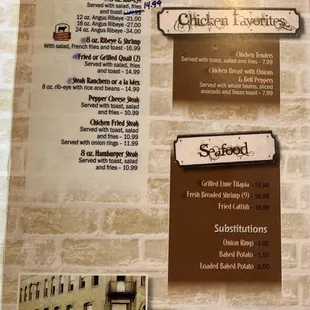 Served with salad, fries
and toast 14.99
12 oz. Angus Ribeye -21.00
16 oz. Angus Ribeye -27.00
24 oz. Angus Ribeye -34.00
8 oz. Ribeye & Shrimp
With salad, French fries and toast - 16.99
Fried or Grilled Quail (2)
Served with toast, salad,
and fries - 14.99
Steak Ranchero or a la Mex
8 oz. rib-eye with rice and beans - 14.99
Pepper Cheese Steak
Served with toast, salad
and fries - 10.99
Chicken Fried Steak
Served with toast, salad
and fries - 10.99
Served with onion rings - 11.99
8 oz. Hamburger Steak
Served with toast, salad
and fries - 10.99
Chicken Favorites
Chicken Tenders
Served with salad, fries and
toast - 7.99
Chicken Breast with Onions
& Bell Peppers
Served with whole beans, sliced
avocado and Texas toast - 7.99
Seafood
Grilled Lime Tilapia
Fresh Breaded Shrimp (9) - 16.99
Fried Catfish
Substitutions
Onion Rings
Baked Potato
Loaded Baked Potato